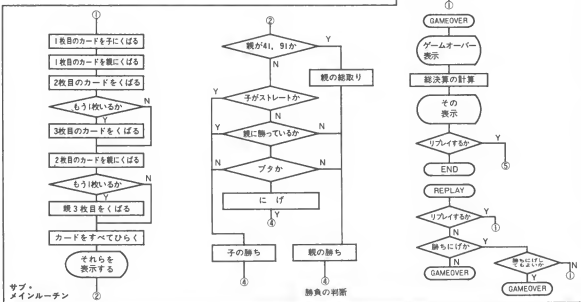 ①
1枚目のカードを子にくばる
1枚目のカードを親にくばる
2枚目のカードをくばる
もう1枚いるか
N
Y
3枚目のカードをくばる
2枚目のカードを親にくばる
もう1枚いるか
N
Y
親3枚目をくばる
カードをすべてひらく
それらを
表示する
②
サブ・
メインルーチン
②
親が41, 91か
Y
N
親の総取り
子がストレートか
Y
N
親に勝っているか
Y
N
ブタか
N
N
にげ
Y
④
子の勝ち
親の勝ち
④
④
勝負の判断
①
GAMEOVER
ゲームオーバー
表示
総決算の計算
その
表示
リプレイするか
Y
N
⑤
END
REPLAY
リプレイするか
Y
N
①
勝ちにげか
Y
N
勝ちにげし
てもよいか
N
Y
①
GAMEOVER
GAMEOVER